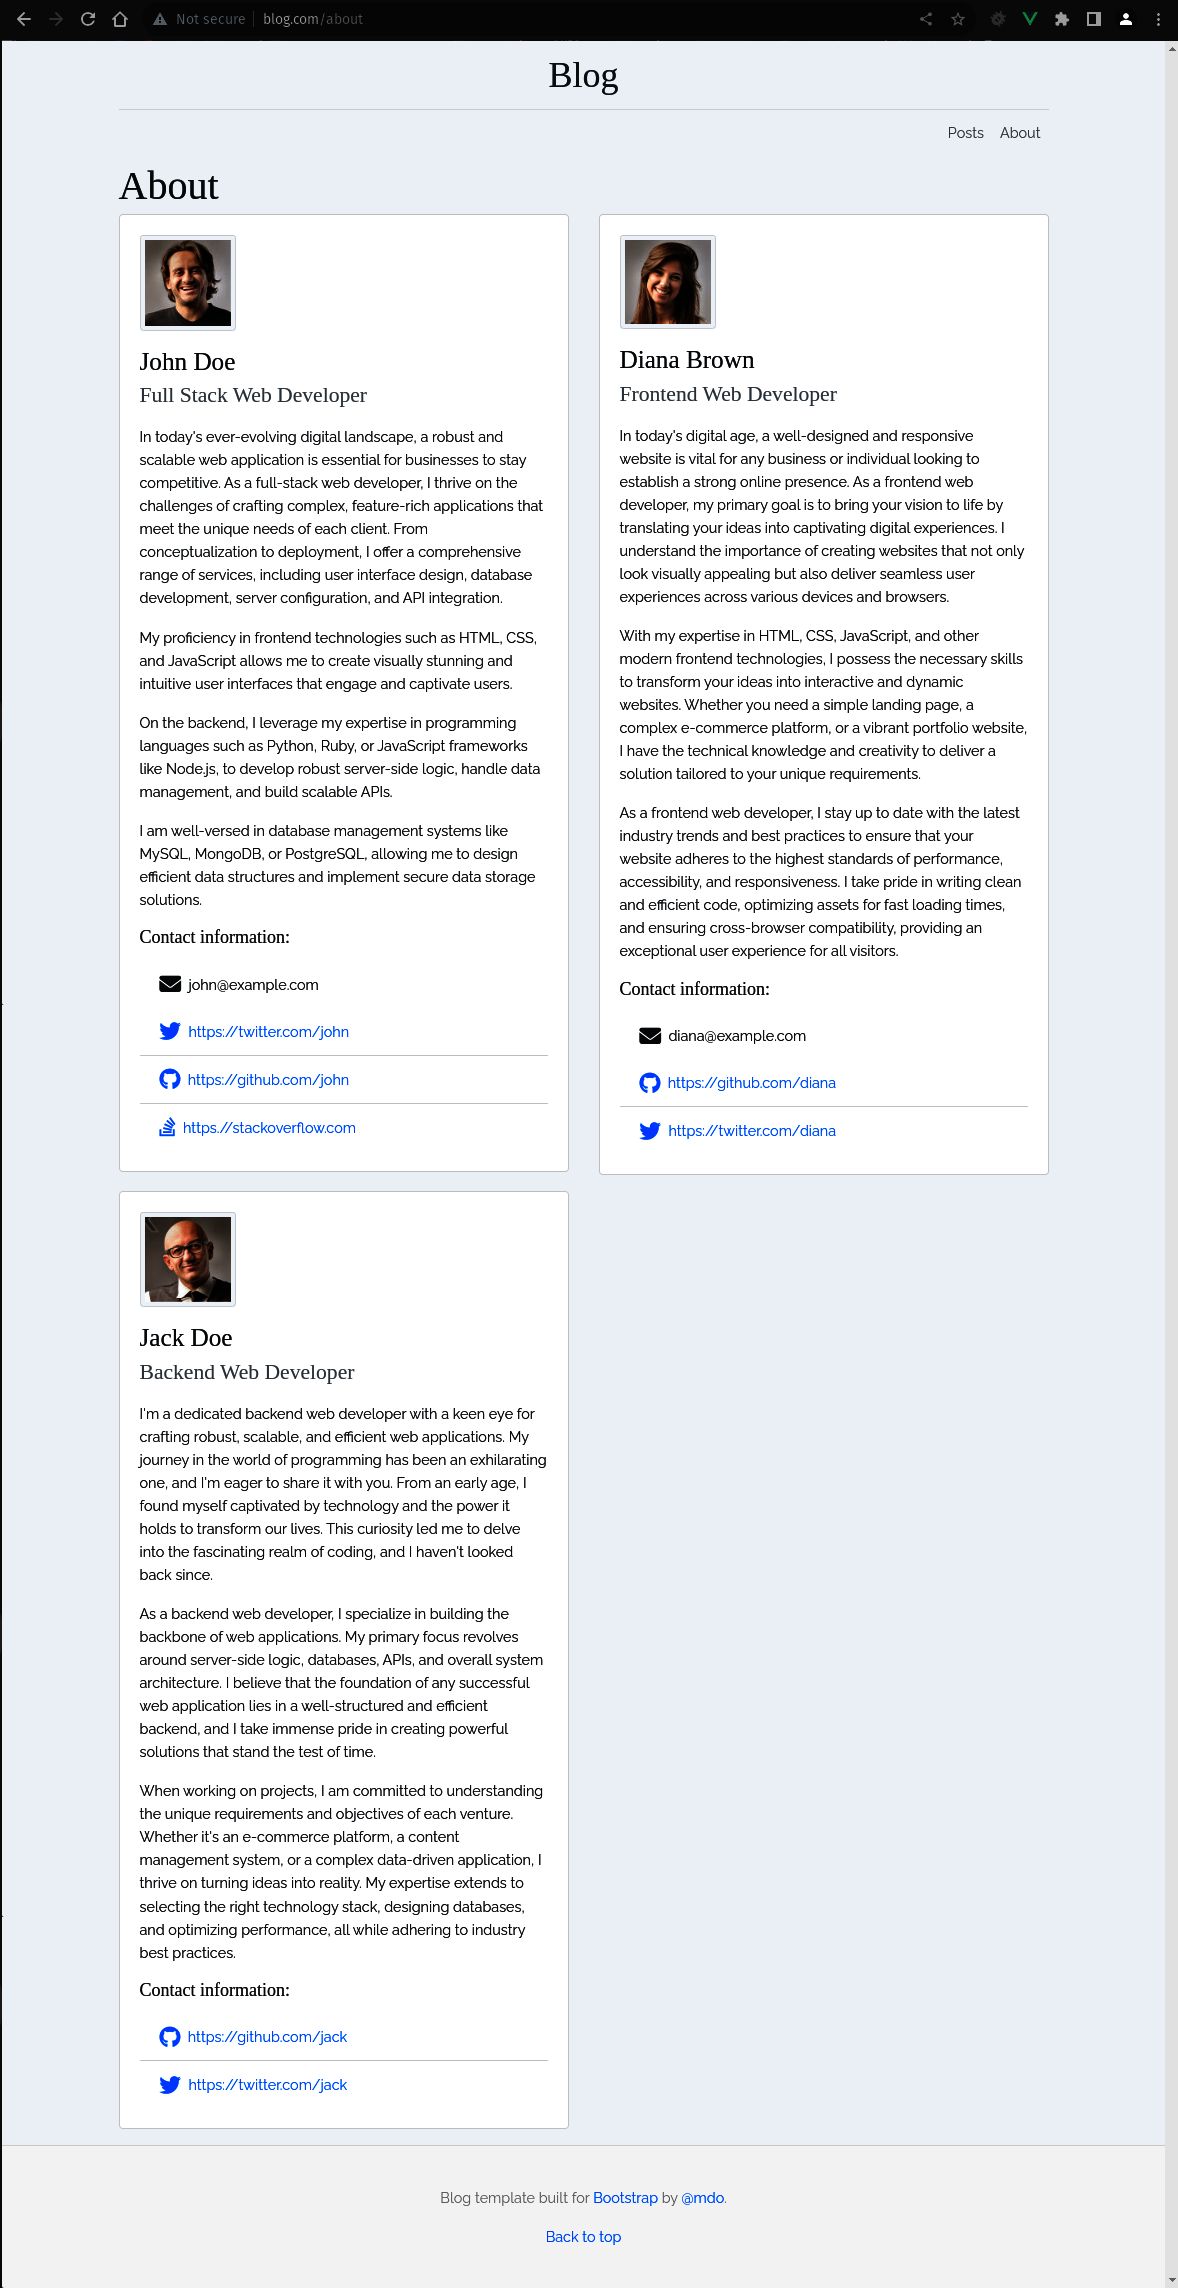 Not secure | blog.com/about
Blog
Posts About
About
John Doe
Full Stack Web Developer
In today's ever-evolving digital landscape, a robust and
scalable web application is essential for businesses to stay
competitive. As a full-stack web developer, I thrive on the
challenges of crafting complex, feature-rich applications that
meet the unique needs of each client. From
conceptualization to deployment, I offer a comprehensive
range of services, including user interface design, database
development, server configuration, and API integration.
My proficiency in frontend technologies such as HTML, CSS,
and JavaScript allows me to create visually stunning and
intuitive user interfaces that engage and captivate users.
On the backend, I leverage my expertise in programming
languages such as Python, Ruby, or JavaScript frameworks
like Node.js, to develop robust server-side logic, handle data
management, and build scalable APIs.
I am well-versed in database management systems like
MySQL, MongoDB, or PostgreSQL, allowing me to design
efficient data structures and implement secure data storage
solutions.
Contact information:
john@example.com
https://twitter.com/john
https://github.com/john
https.//stackoverflow.com
Diana Brown
Frontend Web Developer
In today's digital age, a well-designed and responsive
website is vital for any business or individual looking to
establish a strong online presence. As a frontend web
developer, my primary goal is to bring your vision to life by
translating your ideas into captivating digital experiences. I
understand the importance of creating websites that not only
look visually appealing but also deliver seamless user
experiences across various devices and browsers.
With my expertise in HTML, CSS, JavaScript, and other
modern frontend technologies, I possess the necessary skills
to transform your ideas into interactive and dynamic
websites. Whether you need a simple landing page, a
complex e-commerce platform, or a vibrant portfolio website,
I have the technical knowledge and creativity to deliver a
solution tailored to your unique requirements.
As a frontend web developer, I stay up to date with the latest
industry trends and best practices to ensure that your
website adheres to the highest standards of performance,
accessibility, and responsiveness. I take pride in writing clean
and efficient code, optimizing assets for fast loading times,
and ensuring cross-browser compatibility, providing an
exceptional user experience for all visitors.
Contact information:
diana@example.com
https://github.com/diana
https://twitter.com/diana
Jack Doe
Backend Web Developer
I'm a dedicated backend web developer with a keen eye for
crafting robust, scalable, and efficient web applications. My
journey in the world of programming has been an exhilarating
one, and I'm eager to share it with you. From an early age, I
found myself captivated by technology and the power it
holds to transform our lives. This curiosity led me to delve
into the fascinating realm of coding, and I haven't looked
back since.
As a backend web developer, I specialize in building the
backbone of web applications. My primary focus revolves
around server-side logic, databases, APIs, and overall system
architecture. I believe that the foundation of any successful
web application lies in a well-structured and efficient
backend, and I take immense pride in creating powerful
solutions that stand the test of time.
When working on projects, I am committed to understanding
the unique requirements and objectives of each venture.
Whether it's an e-commerce platform, a content
management system, or a complex data-driven application, I
thrive on turning ideas into reality. My expertise extends to
selecting the right technology stack, designing databases,
and optimizing performance, all while adhering to industry
best practices.
Contact information:
https://github.com/jack
https://twitter.com/jack
Blog template built for Bootstrap by @mdo.
Back to top